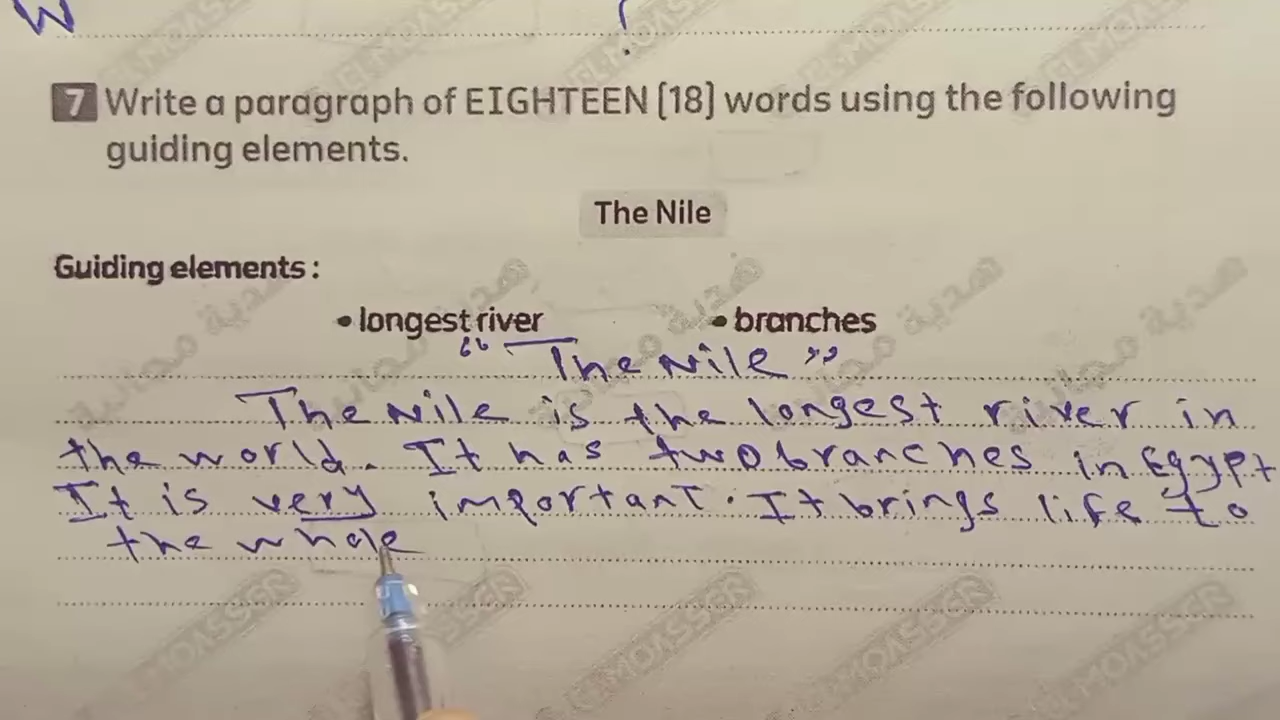 7 Write a paragraph of EIGHTEEN (18) words using the following
guiding elements.
The Nile
Guiding elements :
• longest river • branches
"The Nile"
The Nile is the longest river in
the world. It has two branches in Egypt
It is very important. It brings life to
the whole